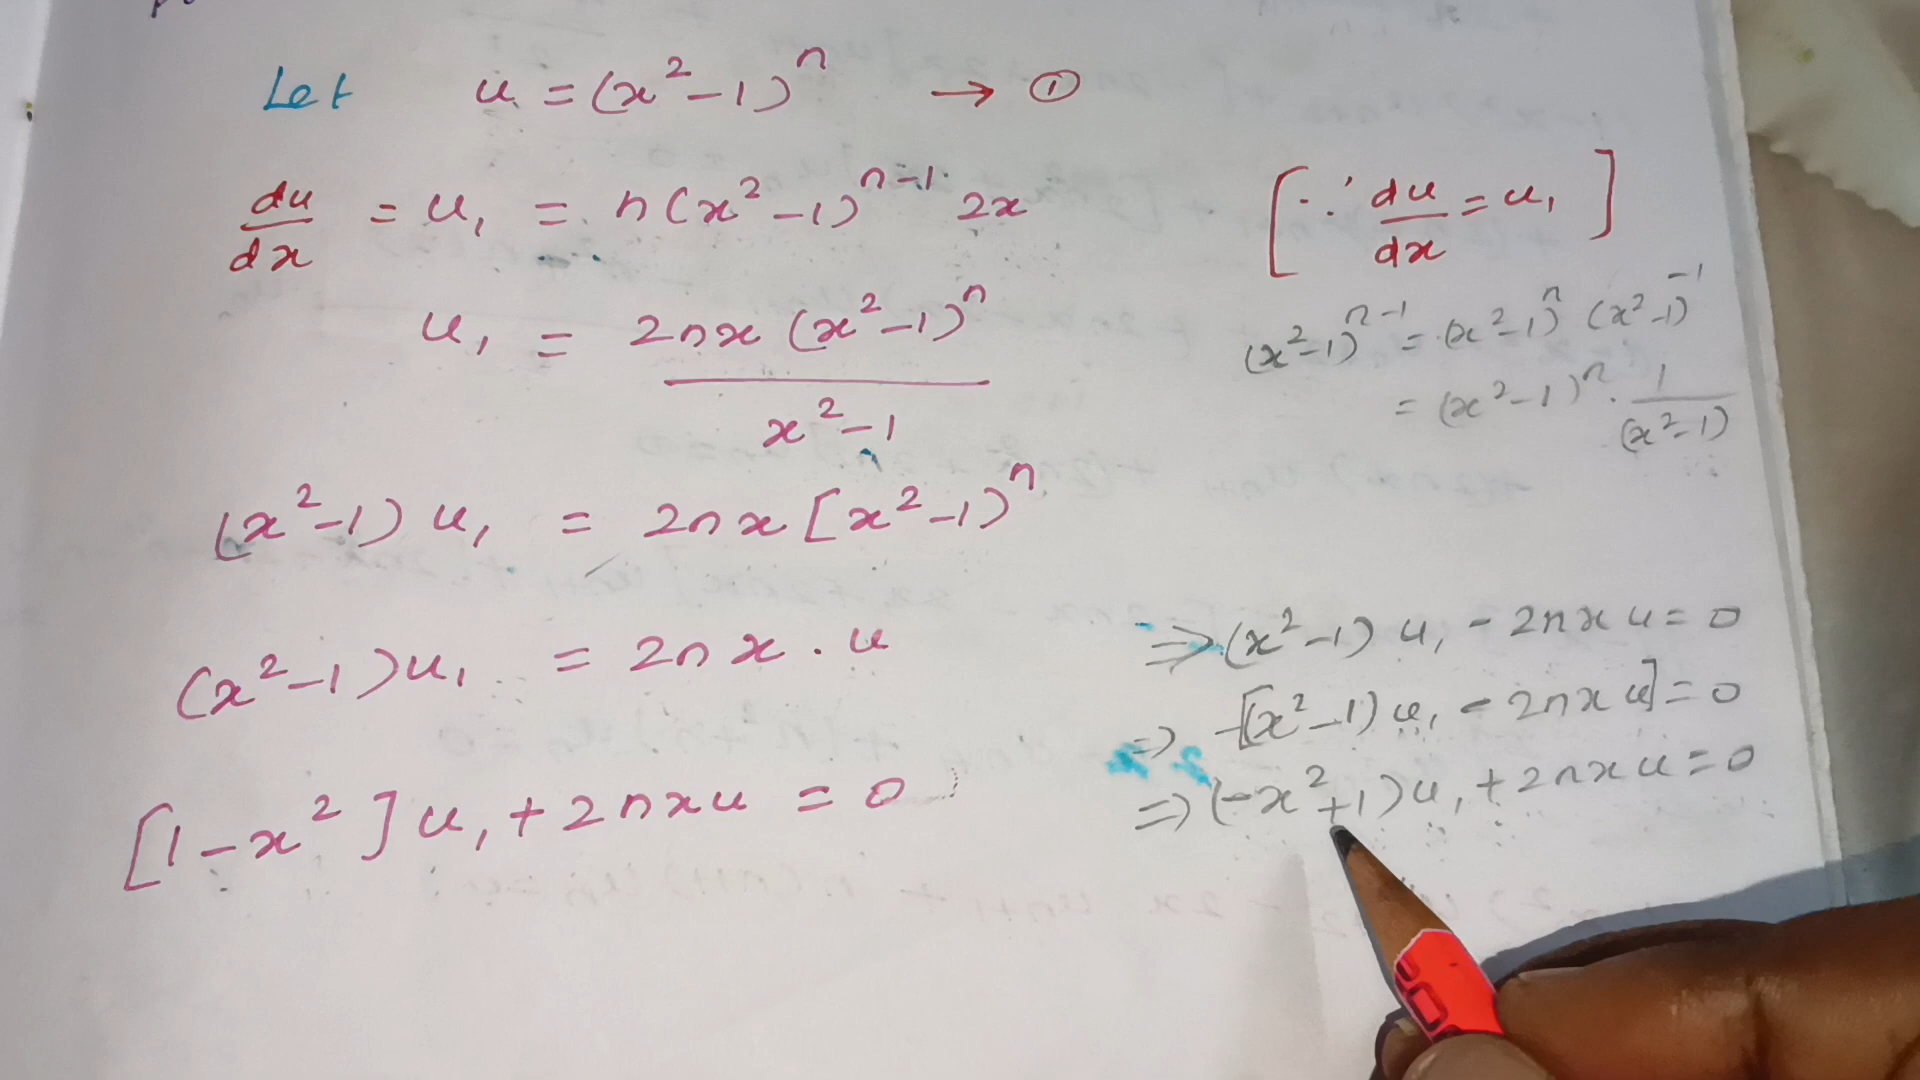 Let u = (x² - 1)ⁿ → ①
du/dx = u₁ = n(x² - 1)ⁿ⁻¹ 2x [∵ du/dx = u₁]
u₁ = 2nx (x² - 1)ⁿ / x² - 1
(x² - 1)ⁿ⁻¹ = (x² - 1)ⁿ (x² - 1)⁻¹
= (x² - 1)ⁿ . 1/(x² - 1)
(x² - 1) u₁ = 2nx [x² - 1)ⁿ
(x² - 1) u₁ = 2nx . u
[1 - x²] u₁ + 2nxu = 0
⇒ (x² - 1) u₁ - 2nxu = 0
⇒ -[(x² - 1) u₁ - 2nxu] = 0
⇒ (-x² + 1) u₁ + 2nxu = 0